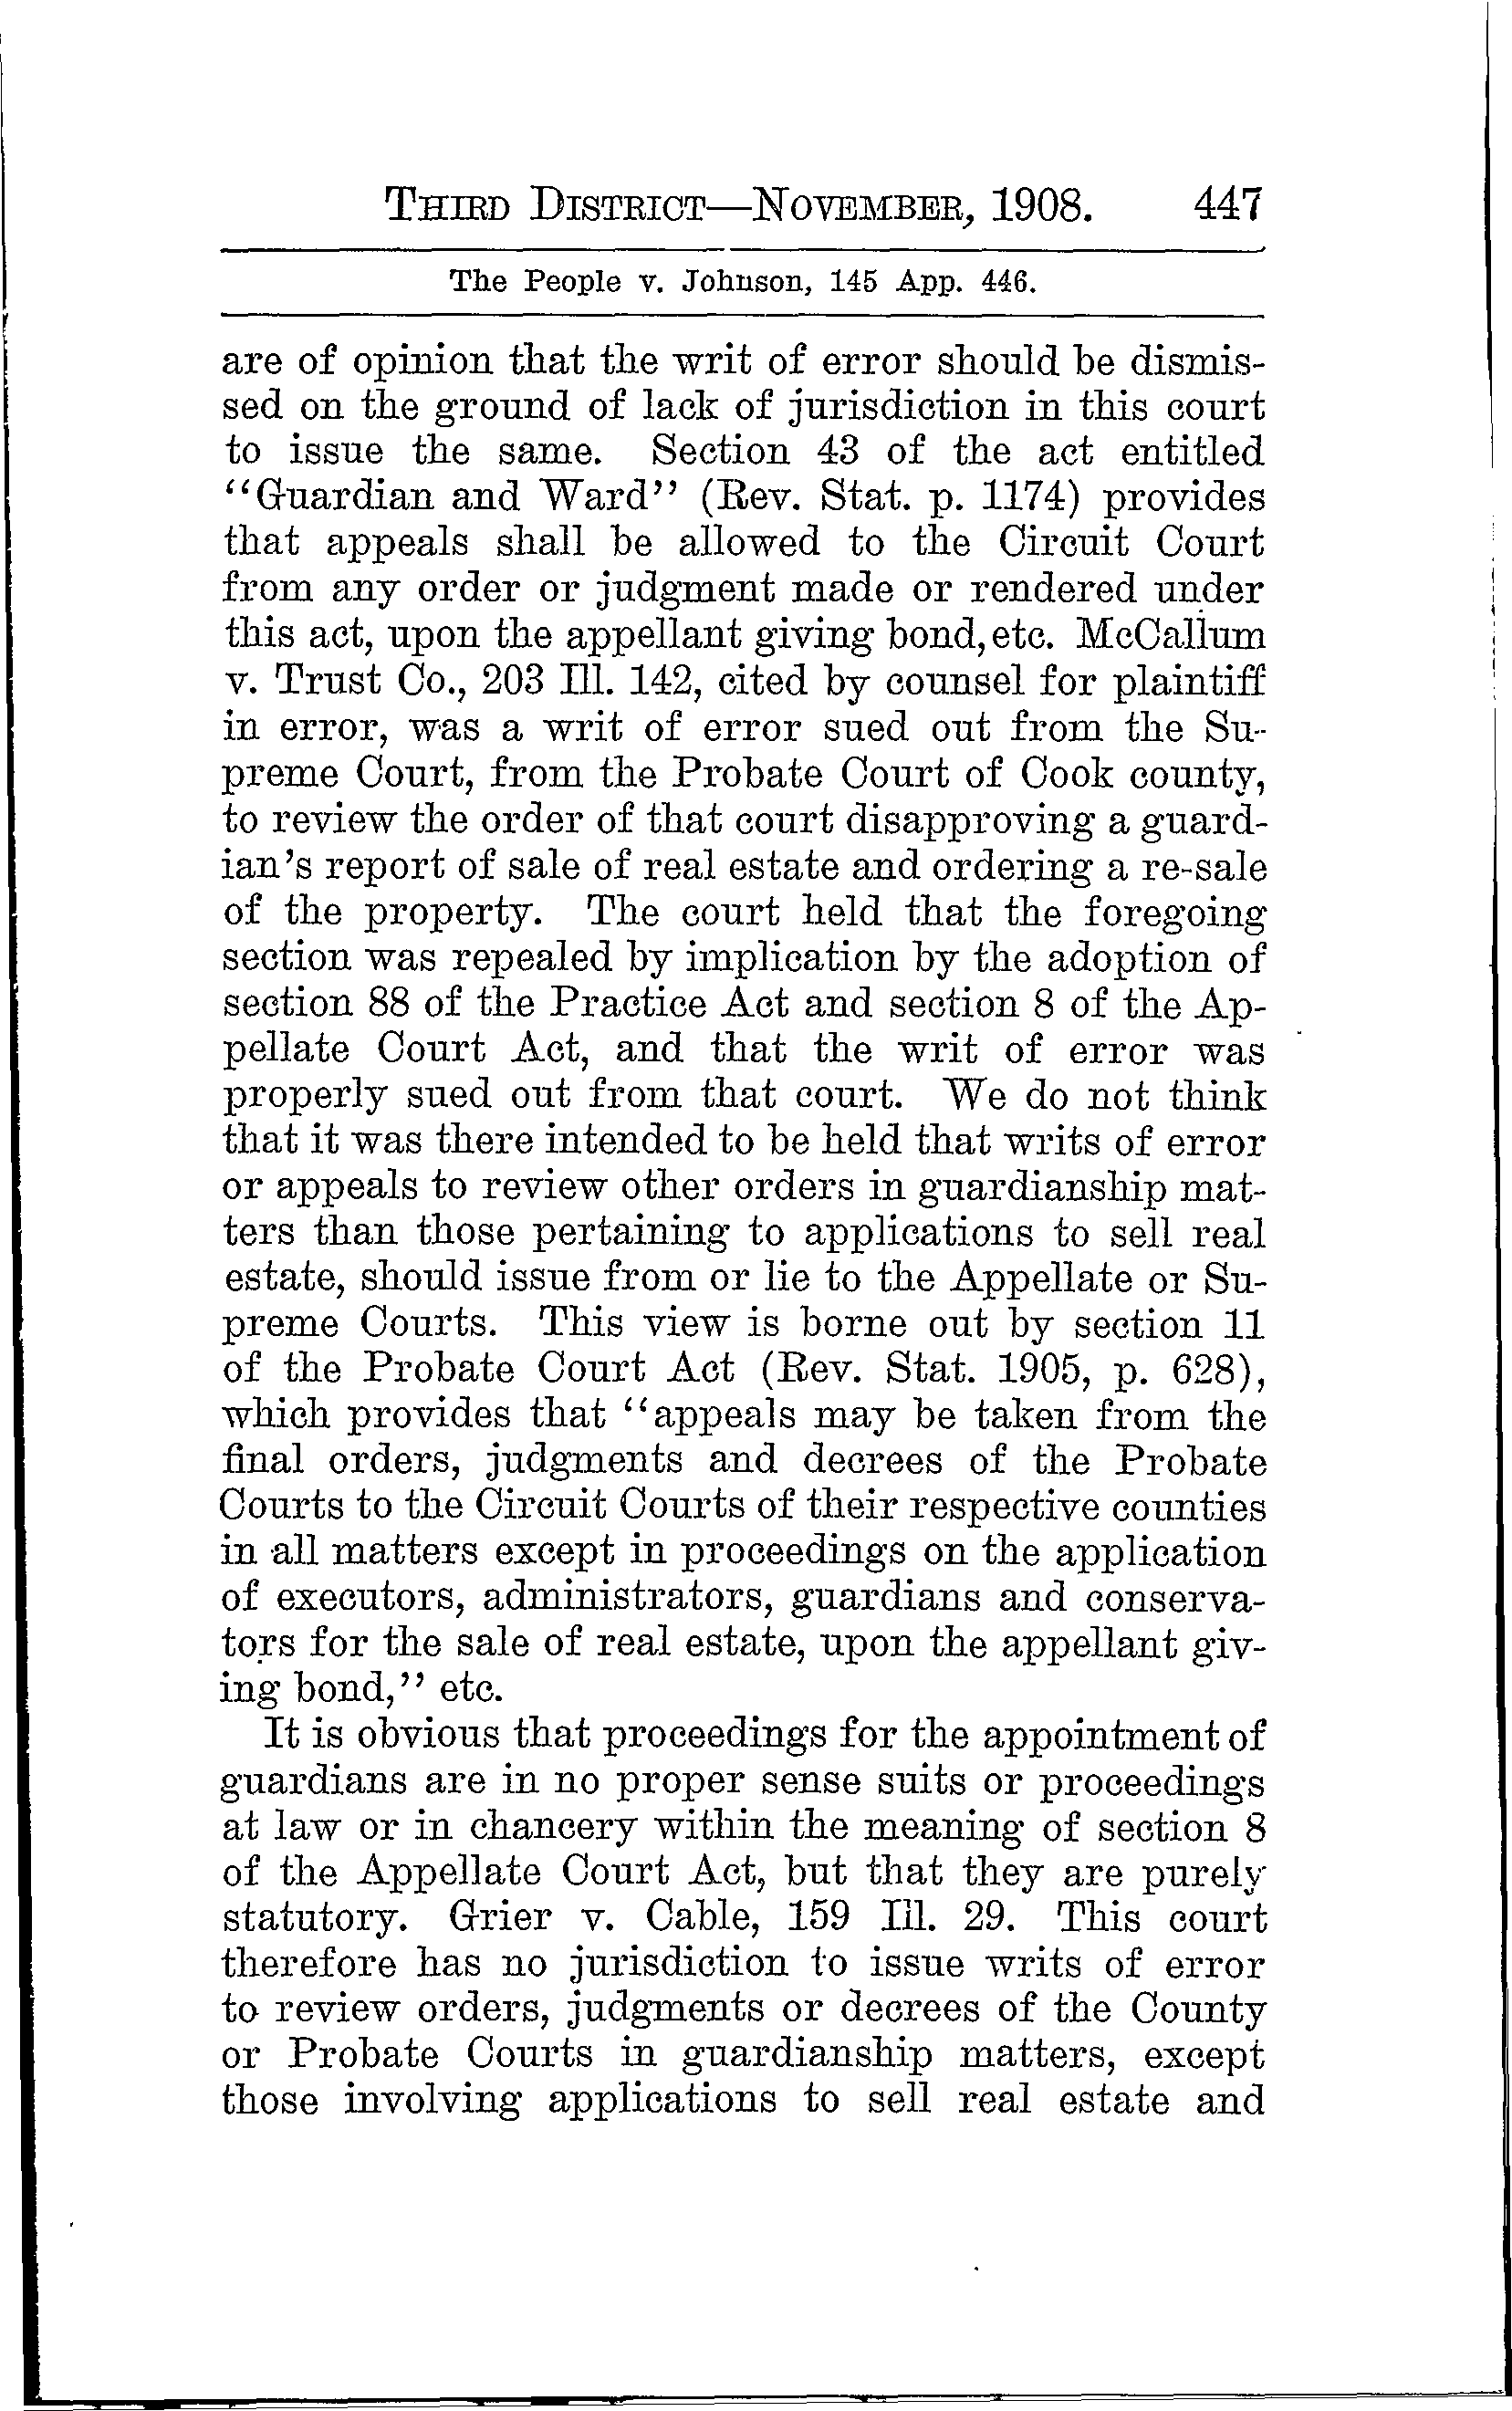 THIRD DISTRICT—NOVEMBER, 1908. 447
The People v. Johnson, 145 App. 446.
are of opinion that the writ of error should be dismis-
sed on the ground of lack of jurisdiction in this court
to issue the same. Section 43 of the act entitled
“Guardian and Ward” (Rev. Stat. p. 1174) provides
that appeals shall be allowed to the Circuit Court
from any order or judgment made or rendered under
this act, upon the appellant giving bond, etc. McCallum
v. Trust Co., 203 Ill. 142, cited by counsel for plaintiff
in error, was a writ of error sued out from the Su-
preme Court, from the Probate Court of Cook county,
to review the order of that court disapproving a guard-
ian’s report of sale of real estate and ordering a re-sale
of the property. The court held that the foregoing
section was repealed by implication by the adoption of
section 88 of the Practice Act and section 8 of the Ap-
pellate Court Act, and that the writ of error was
properly sued out from that court. We do not think
that it was there intended to be held that writs of error
or appeals to review other orders in guardianship mat-
ters than those pertaining to applications to sell real
estate, should issue from or lie to the Appellate or Su-
preme Courts. This view is borne out by section 11
of the Probate Court Act (Rev. Stat. 1905, p. 628),
which provides that “appeals may be taken from the
final orders, judgments and decrees of the Probate
Courts to the Circuit Courts of their respective counties
in all matters except in proceedings on the application
of executors, administrators, guardians and conserva-
tors for the sale of real estate, upon the appellant giv-
ing bond,” etc.
It is obvious that proceedings for the appointment of
guardians are in no proper sense suits or proceedings
at law or in chancery within the meaning of section 8
of the Appellate Court Act, but that they are purely
statutory. Grier v. Cable, 159 Ill. 29. This court
therefore has no jurisdiction to issue writs of error
to review orders, judgments or decrees of the County
or Probate Courts in guardianship matters, except
those involving applications to sell real estate and